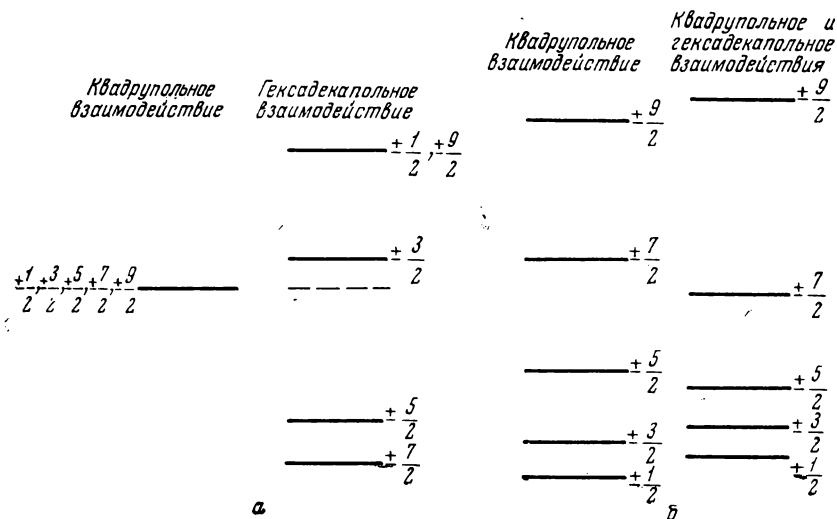 Квадрупольное
взаимодействие
Гексадекапольное
взаимодействие
± 1/2, ± 9/2
± 3/2
±1/2, ±3/2, ±5/2, ±7/2, ±9/2
± 5/2
± 7/2
а
Квадрупольное
взаимодействие
± 9/2
± 7/2
± 5/2
± 3/2
± 1/2
Квадрупольное и
гексадекапольное
взаимодействия
± 9/2
± 7/2
± 5/2
± 3/2
± 1/2
б